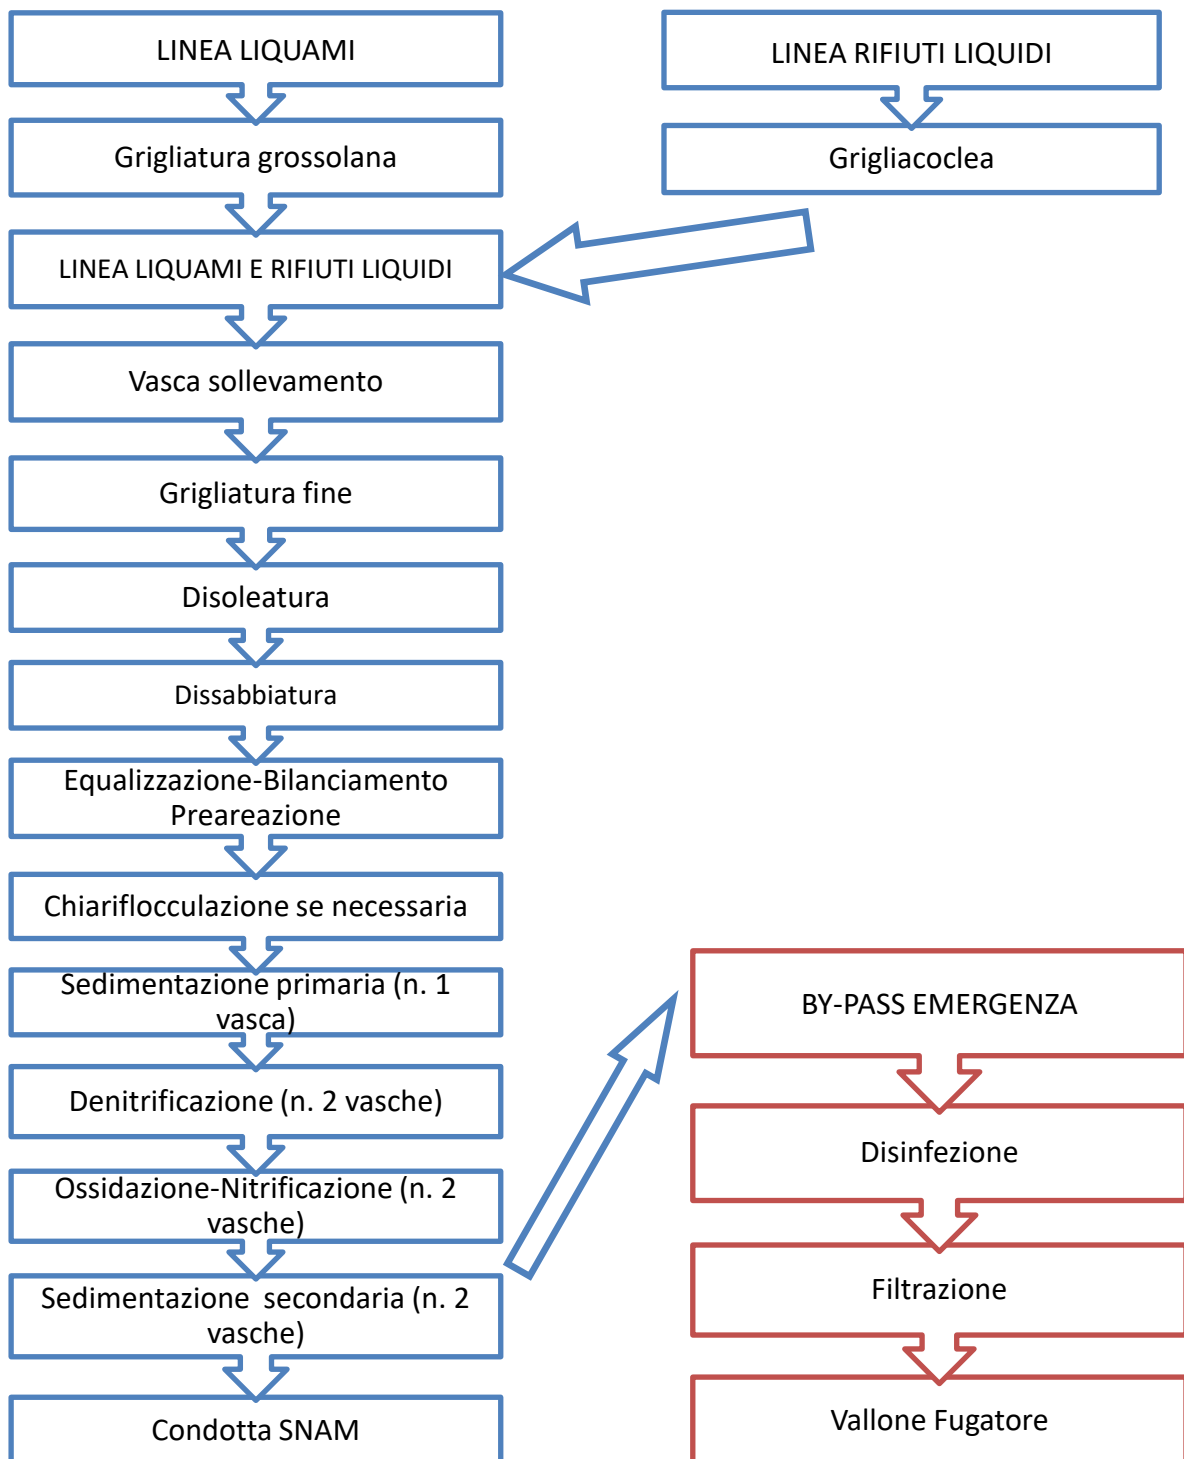 LINEA LIQUAMI
Grigliatura grossolana
LINEA LIQUAMI E RIFIUTI LIQUIDI
Vasca sollevamento
Grigliatura fine
Disoleatura
Dissabbiatura
Equalizzazione-Bilanciamento
Preareazione
Chiariflocculazione se necessaria
Sedimentazione primaria (n. 1
vasca)
Denitrificazione (n. 2 vasche)
Ossidazione-Nitrificazione (n. 2
vasche)
Sedimentazione secondaria (n. 2
vasche)
Condotta SNAM
LINEA RIFIUTI LIQUIDI
Grigliacoclea
BY-PASS EMERGENZA
Disinfezione
Filtrazione
Vallone Fugatore